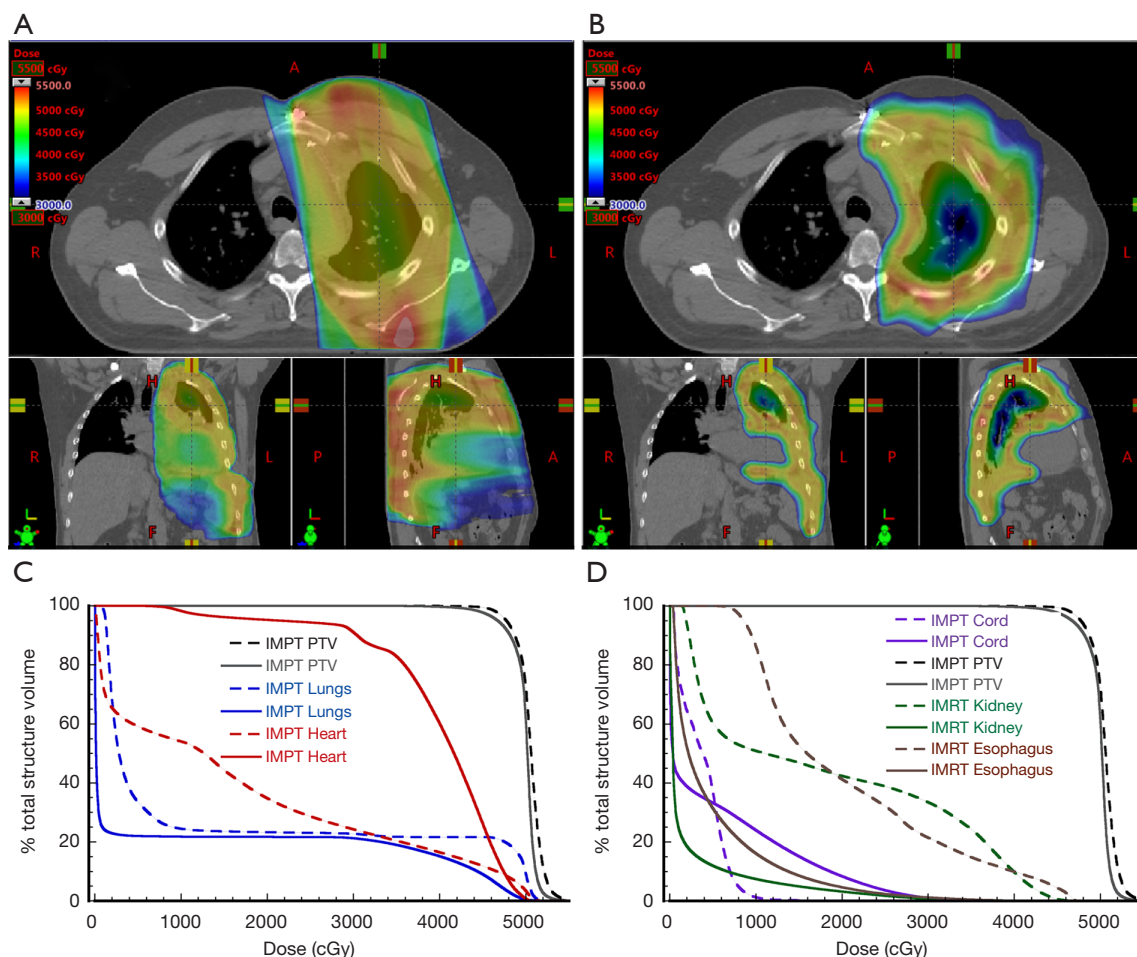 A
Dose
5500 cGy
5500.0
5000 cGy
4500 cGy
4000 cGy
3500 cGy
3000.0
3000 cGy
A
R
L
H
R
L
F
H
P
A
F
B
Dose
5500 cGy
5500.0
5000 cGy
4500 cGy
4000 cGy
3500 cGy
3000.0
3000 cGy
A
R
L
H
R
L
F
H
P
A
F
C
% total structure volume
100
80
60
40
20
0
IMPT PTV
IMPT PTV
IMPT Lungs
IMPT Lungs
IMPT Heart
IMPT Heart
0 1000 2000 3000 4000 5000
Dose (cGy)
D
% total structure volume
100
80
60
40
20
0
IMPT Cord
IMPT Cord
IMPT PTV
IMPT PTV
IMRT Kidney
IMRT Kidney
IMRT Esophagus
IMRT Esophagus
0 1000 2000 3000 4000 5000
Dose (cGy)